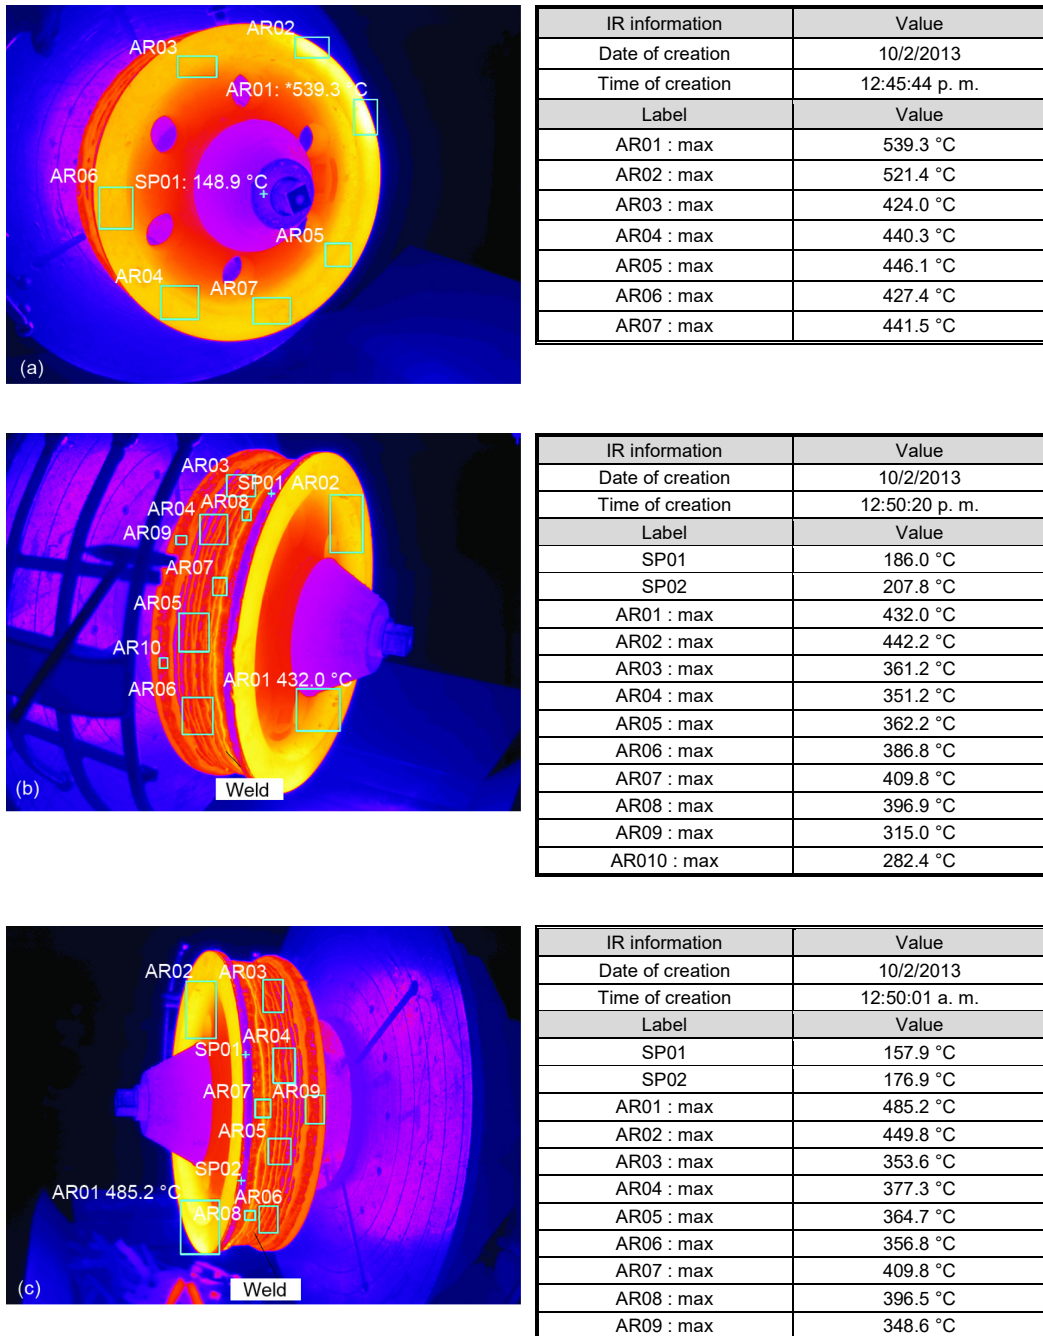 AR02
AR03
AR01: *539.3 °C
AR06
SP01: 148.9 °C
AR05
AR04
AR07
(a)
IR information Value
Date of creation 10/2/2013
Time of creation 12:45:44 p. m.
Label Value
AR01 : max 539.3 °C
AR02 : max 521.4 °C
AR03 : max 424.0 °C
AR04 : max 440.3 °C
AR05 : max 446.1 °C
AR06 : max 427.4 °C
AR07 : max 441.5 °C
AR03
SP01 AR02
AR04 AR08
AR09
AR07
AR05
AR10
AR01 432.0 °C
AR06
Weld
(b)
IR information Value
Date of creation 10/2/2013
Time of creation 12:50:20 p. m.
Label Value
SP01 186.0 °C
SP02 207.8 °C
AR01 : max 432.0 °C
AR02 : max 442.2 °C
AR03 : max 361.2 °C
AR04 : max 351.2 °C
AR05 : max 362.2 °C
AR06 : max 386.8 °C
AR07 : max 409.8 °C
AR08 : max 396.9 °C
AR09 : max 315.0 °C
AR010 : max 282.4 °C
AR02 AR03
AR04
SP01
AR07 AR09
AR05
SP02
AR01 485.2 °C AR06
AR08
Weld
(c)
IR information Value
Date of creation 10/2/2013
Time of creation 12:50:01 a. m.
Label Value
SP01 157.9 °C
SP02 176.9 °C
AR01 : max 485.2 °C
AR02 : max 449.8 °C
AR03 : max 353.6 °C
AR04 : max 377.3 °C
AR05 : max 364.7 °C
AR06 : max 356.8 °C
AR07 : max 409.8 °C
AR08 : max 396.5 °C
AR09 : max 348.6 °C